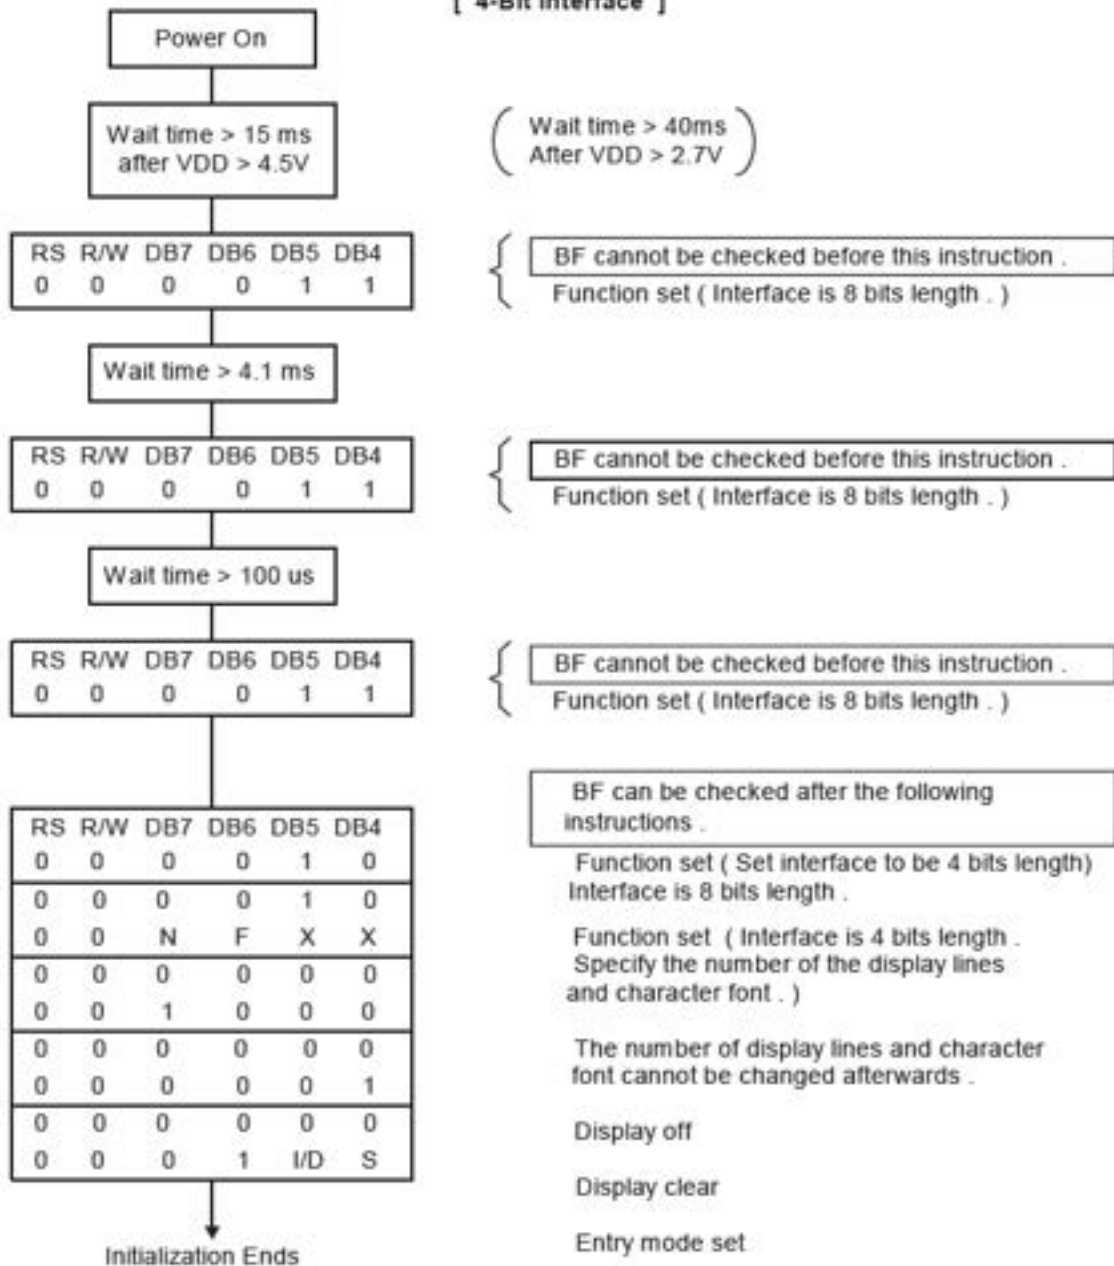 [ 4-Bit Interface ]
Power On
Wait time > 15 ms
after VDD > 4.5V
( Wait time > 40ms
After VDD > 2.7V )
RS R/W DB7 DB6 DB5 DB4
0 0 0 0 1 1
BF cannot be checked before this instruction .
Function set ( Interface is 8 bits length . )
Wait time > 4.1 ms
RS R/W DB7 DB6 DB5 DB4
0 0 0 0 1 1
BF cannot be checked before this instruction .
Function set ( Interface is 8 bits length . )
Wait time > 100 us
RS R/W DB7 DB6 DB5 DB4
0 0 0 0 1 1
BF cannot be checked before this instruction .
Function set ( Interface is 8 bits length . )
RS R/W DB7 DB6 DB5 DB4
0 0 0 0 1 0
0 0 0 0 1 0
0 0 N F X X
0 0 0 0 0 0
0 0 1 0 0 0
0 0 0 0 0 0
0 0 0 0 0 1
0 0 0 0 0 0
0 0 0 1 I/D S
Initialization Ends
BF can be checked after the following
instructions .
Function set ( Set interface to be 4 bits length)
Interface is 8 bits length .
Function set ( Interface is 4 bits length .
Specify the number of the display lines
and character font . )
The number of display lines and character
font cannot be changed afterwards .
Display off
Display clear
Entry mode set